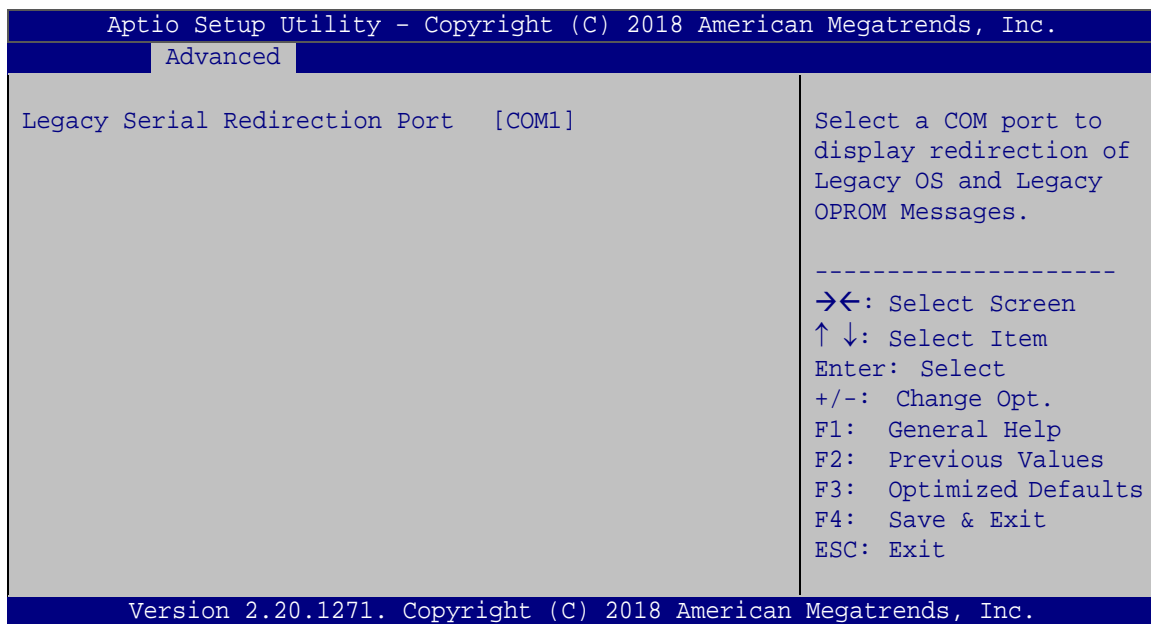 Aptio Setup Utility – Copyright (C) 2018 American Megatrends, Inc.
Advanced
Legacy Serial Redirection Port [COM1]
Select a COM port to
display redirection of
Legacy OS and Legacy
OPROM Messages.
---------------------
→←: Select Screen
↑ ↓: Select Item
Enter: Select
+/-: Change Opt.
F1: General Help
F2: Previous Values
F3: Optimized Defaults
F4: Save & Exit
ESC: Exit
Version 2.20.1271. Copyright (C) 2018 American Megatrends, Inc.